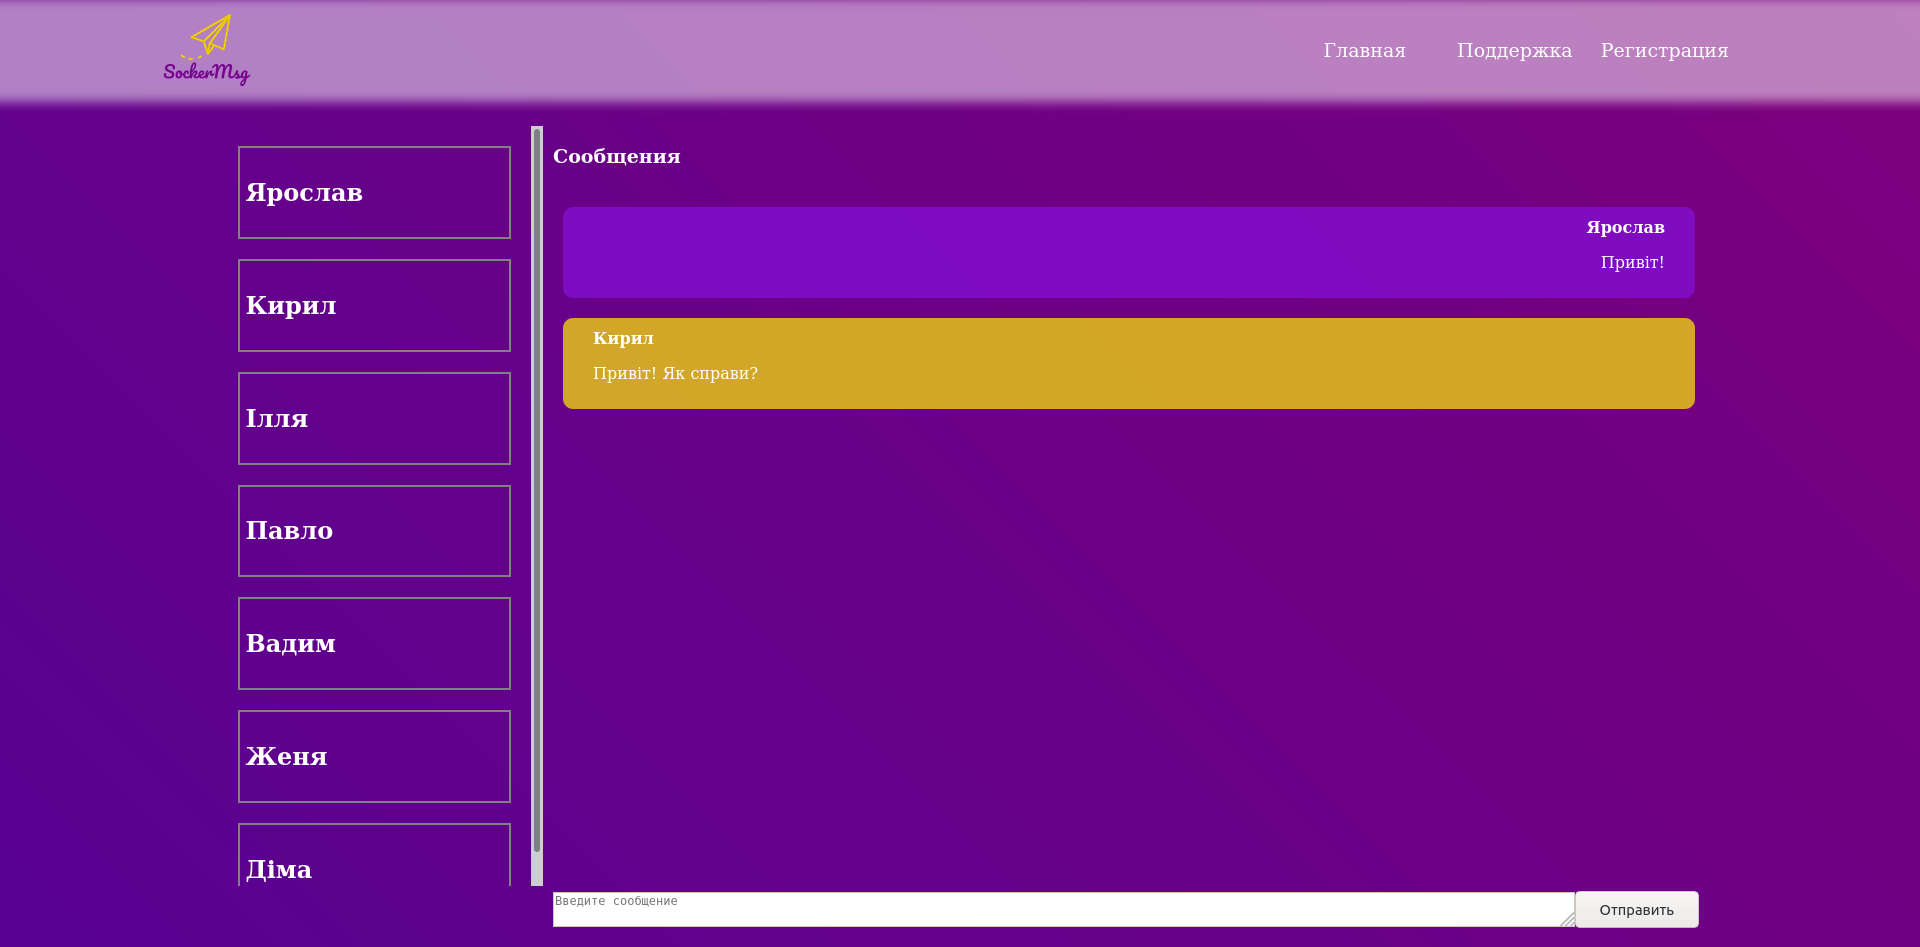 SockerMsg
Главная Поддержка Регистрация
Ярослав
Кирил
Ілля
Павло
Вадим
Женя
Діма
Сообщения
Ярослав
Привіт!
Кирил
Привіт! Як справи?
Введите сообщение
Отправить